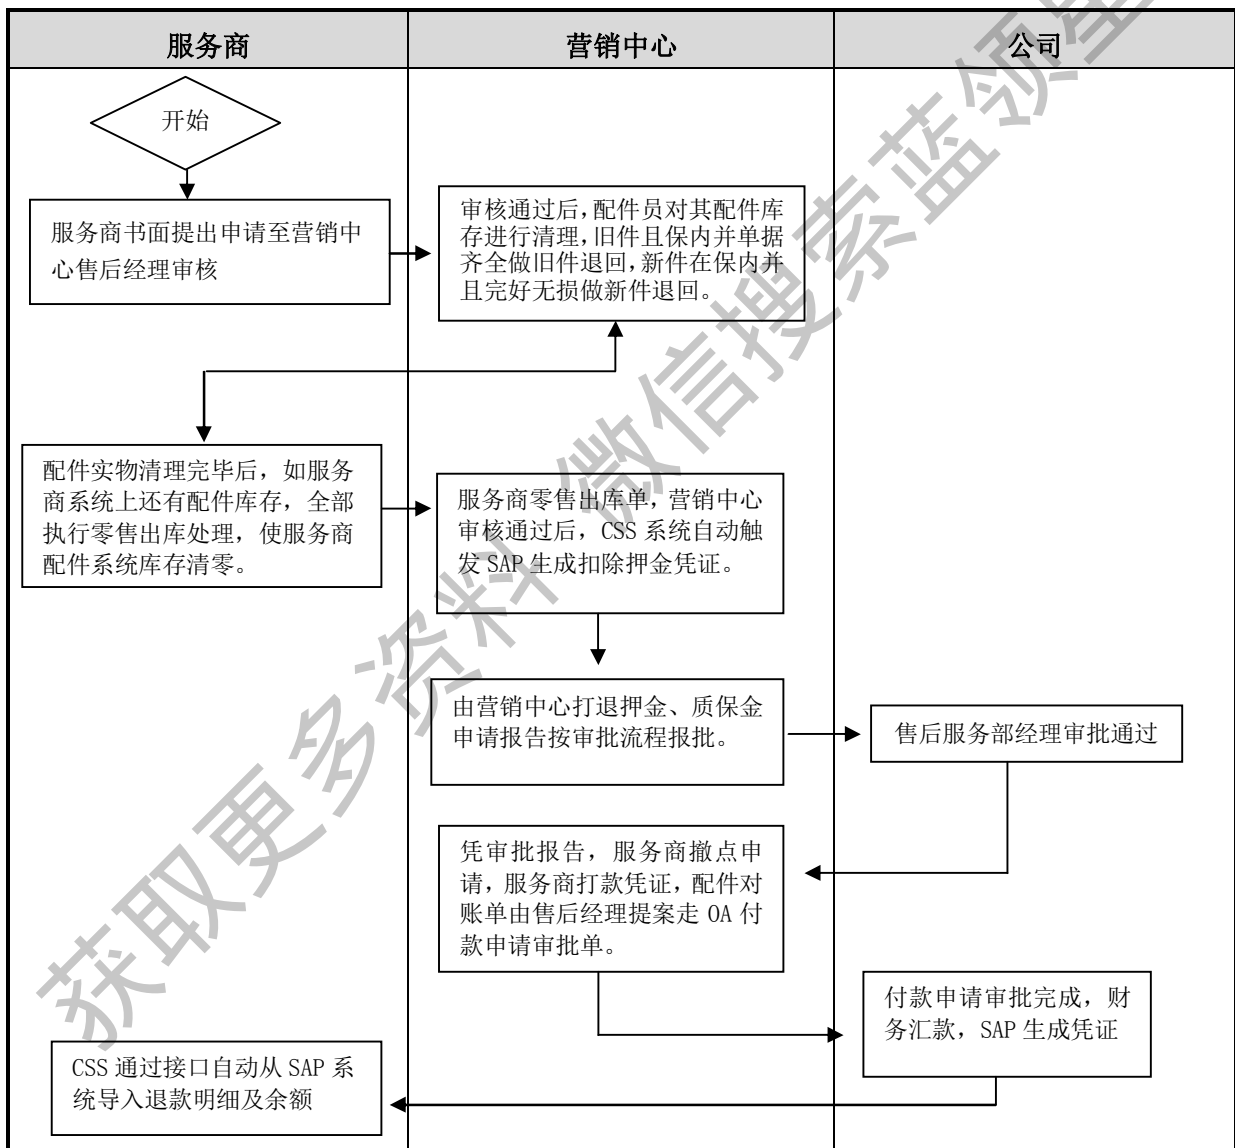 服务商
营销中心
公司
开始
服务商书面提出申请至营销中
心售后经理审核
审核通过后,配件员对其配件库
存进行清理,旧件且保内并单据
齐全做旧件退回,新件在保内并
且完好无损做新件退回。
配件实物清理完毕后，如服务
商系统上还有配件库存，全部
执行零售出库处理，使服务商
配件系统库存清零。
服务商零售出库单,营销中心
审核通过后，CSS 系统自动触
发 SAP 生成扣除押金凭证。
由营销中心打退押金、质保金
申请报告按审批流程报批。
售后服务部经理审批通过
凭审批报告，服务商撤点申
请,服务商打款凭证,配件对
账单由售后经理提案走 OA 付
款申请审批单。
付款申请审批完成，财
务汇款，SAP 生成凭证
CSS 通过接口自动从 SAP 系
统导入退款明细及余额
获取更多资料 微信搜索蓝领星